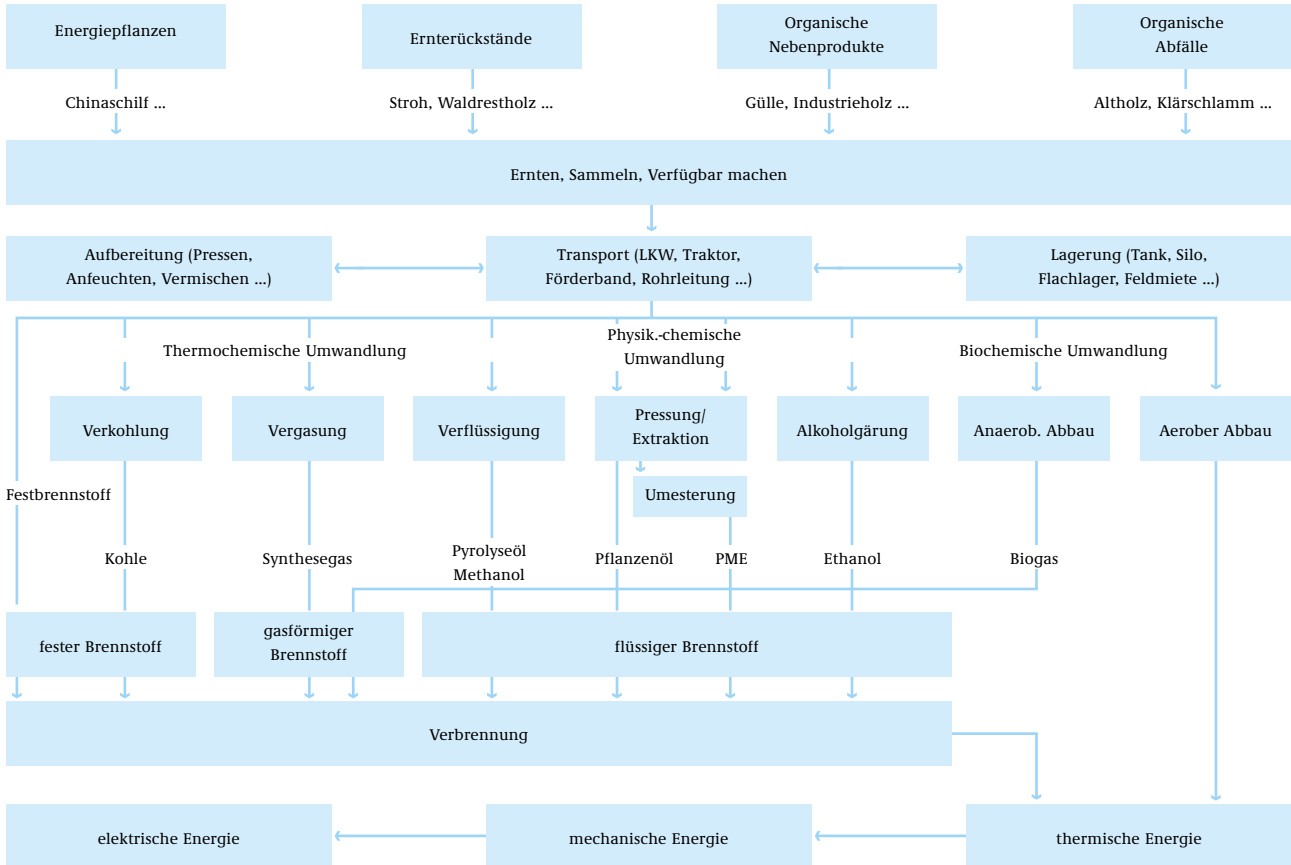 Energiepflanzen
Ernterückstände
Organische
Nebenprodukte
Organische
Abfälle
Chinaschilf ...
Stroh, Waldrestholz ...
Gülle, Industrieholz ...
Altholz, Klärschlamm ...
Ernten, Sammeln, Verfügbar machen
Aufbereitung (Pressen,
Anfeuchten, Vermischen ...)
Transport (LKW, Traktor,
Förderband, Rohrleitung ...)
Lagerung (Tank, Silo,
Flachlager, Feldmiete ...)
Thermochemische Umwandlung
Physik.-chemische
Umwandlung
Biochemische Umwandlung
Verkohlung
Vergasung
Verflüssigung
Pressung/
Extraktion
Alkoholgärung
Anaerob. Abbau
Aerober Abbau
Festbrennstoff
Umesterung
Kohle
Synthesegas
Pyrolyseöl
Methanol
Pflanzenöl
PME
Ethanol
Biogas
fester Brennstoff
gasförmiger
Brennstoff
flüssiger Brennstoff
Verbrennung
elektrische Energie
mechanische Energie
thermische Energie